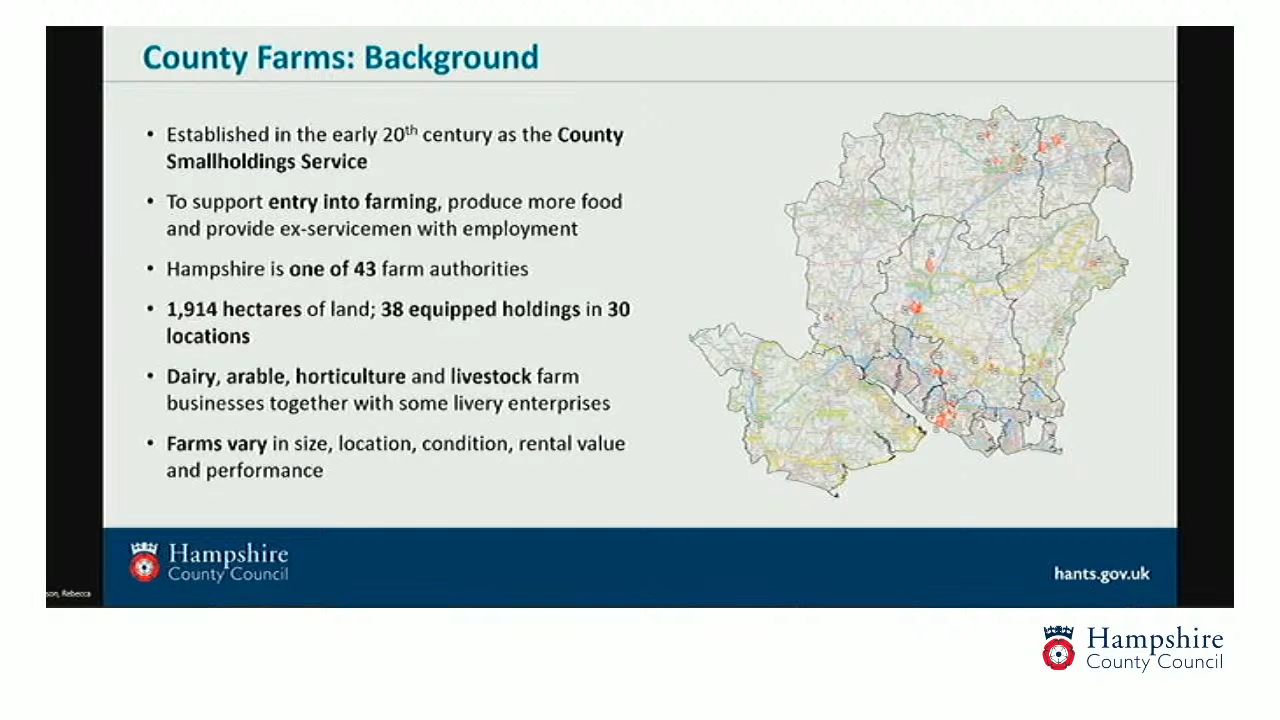 County Farms: Background
• Established in the early 20th century as the County
Smallholdings Service
• To support entry into farming, produce more food
and provide ex-servicemen with employment
• Hampshire is one of 43 farm authorities
• 1,914 hectares of land; 38 equipped holdings in 30
locations
• Dairy, arable, horticulture and livestock farm
businesses together with some livery enterprises
• Farms vary in size, location, condition, rental value
and performance
Hampshire
County Council
hants.gov.uk
son, Rebecca
Hampshire
County Council